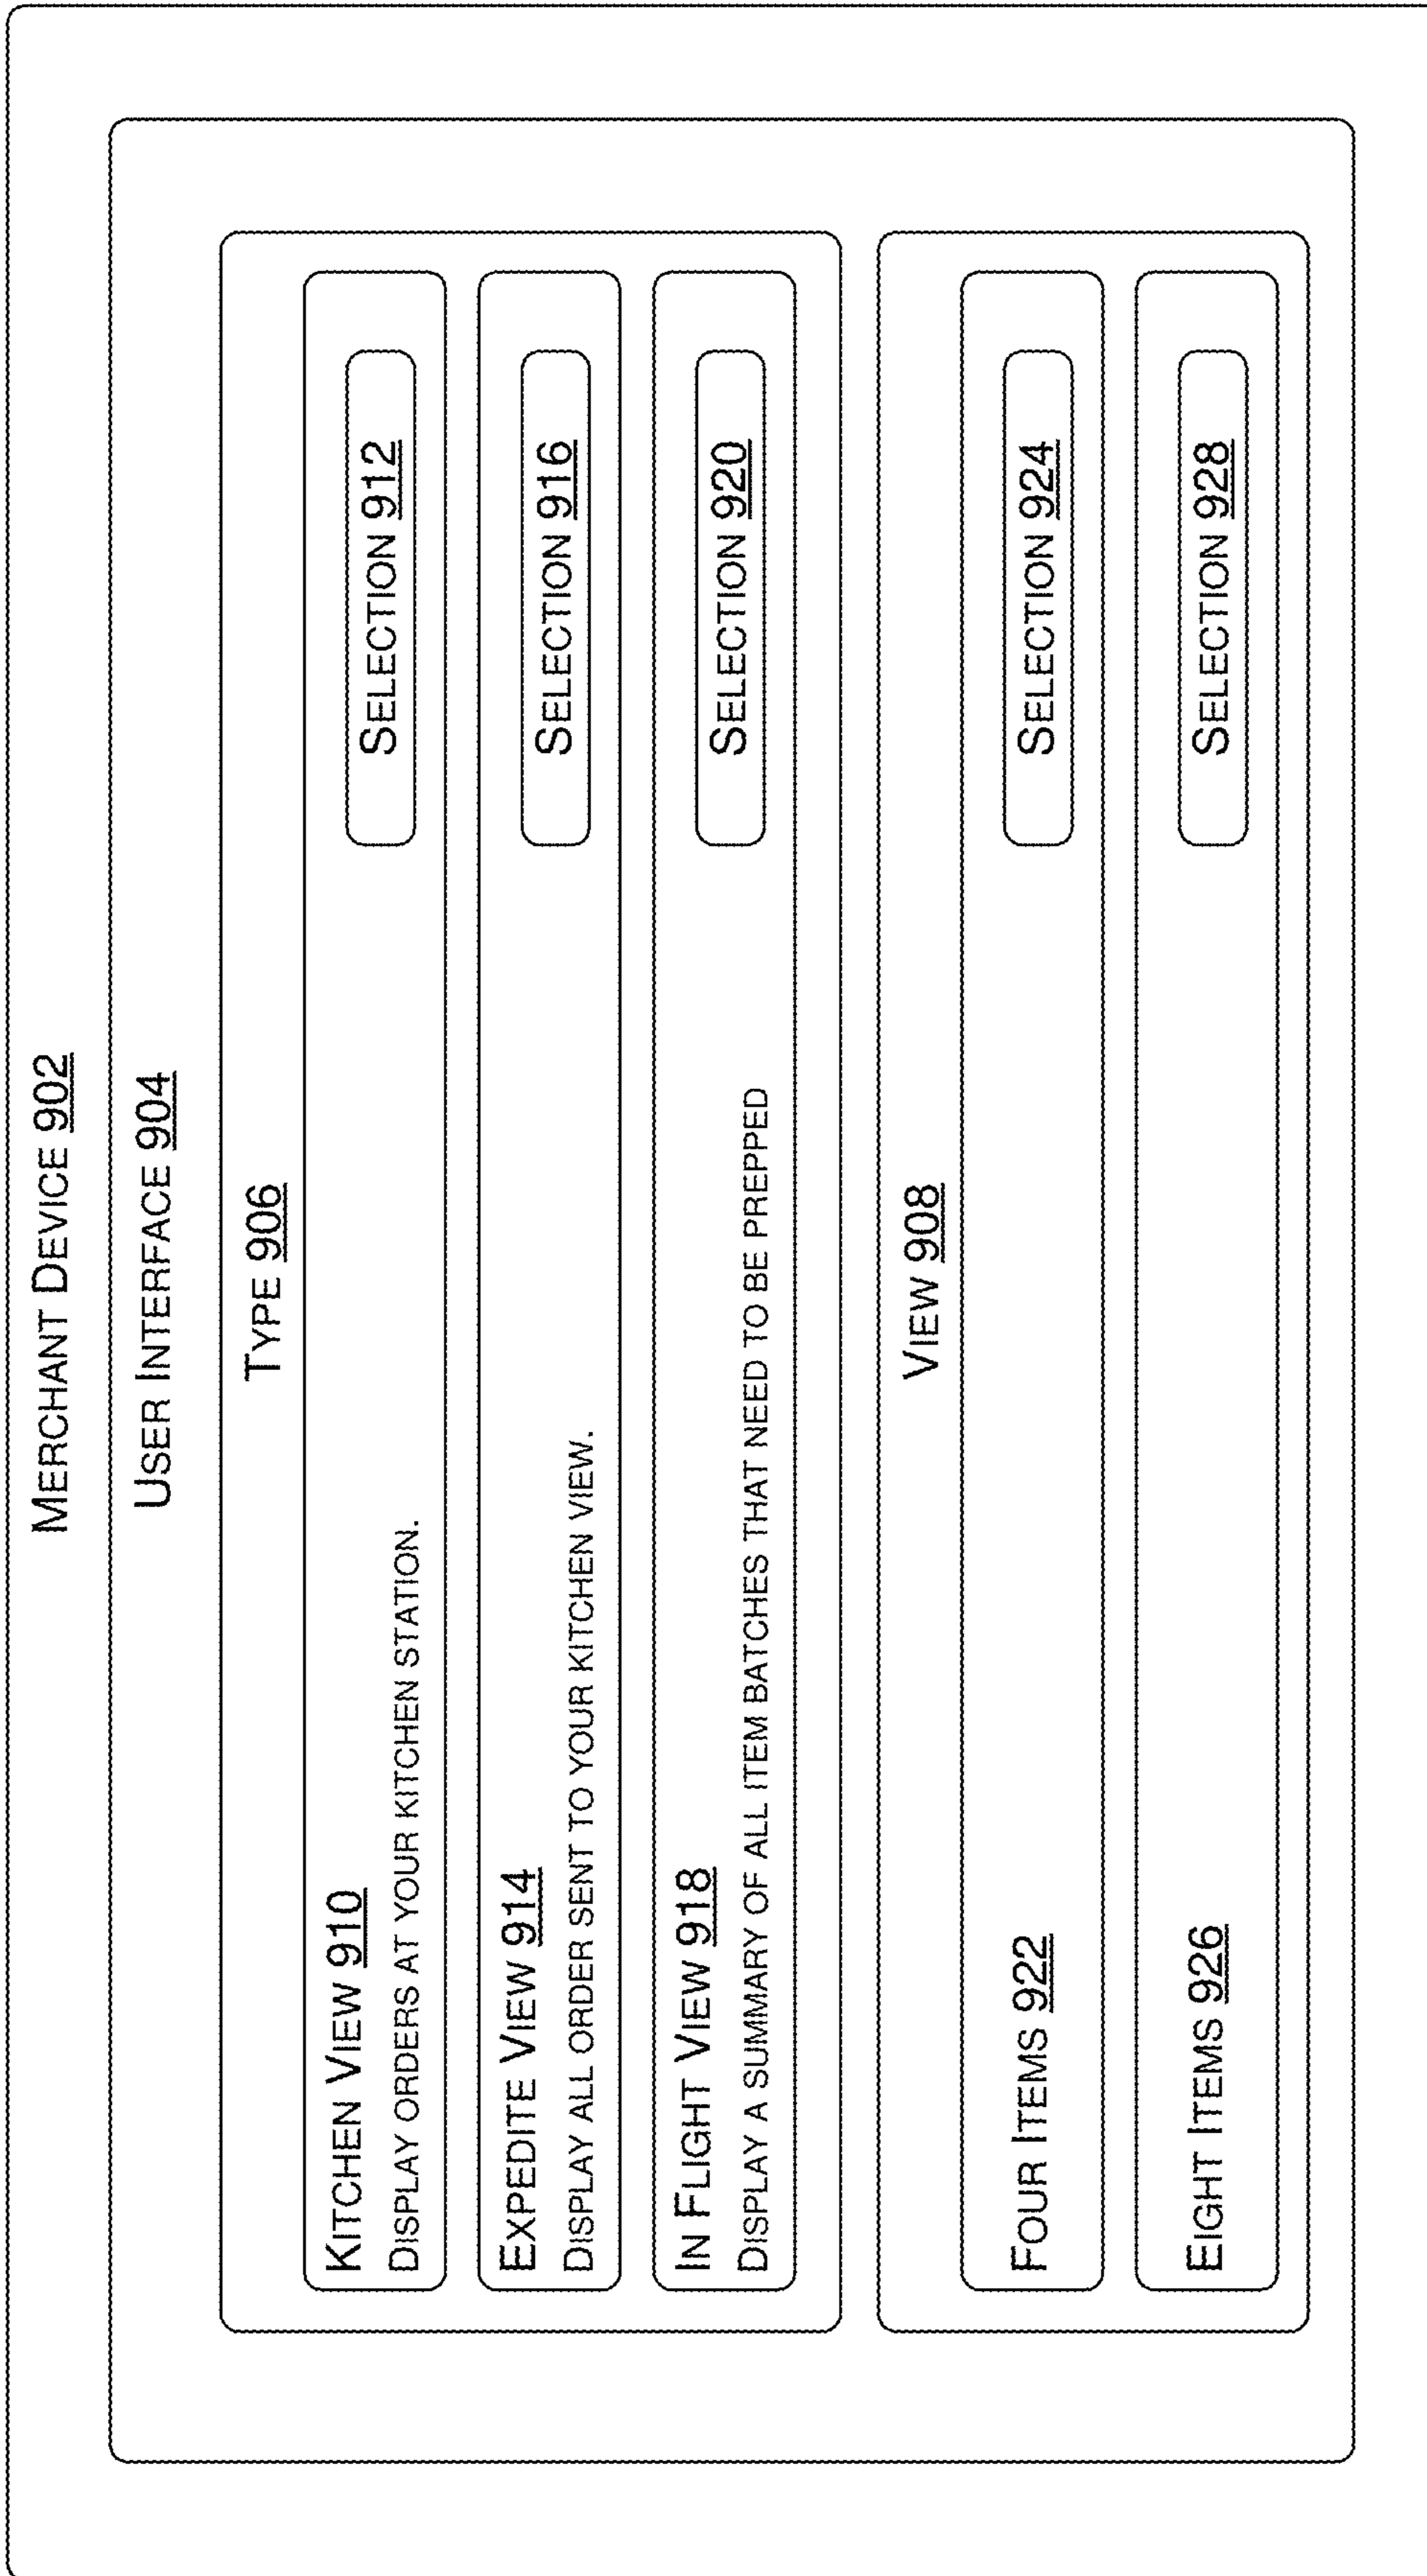 MERCHANT DEVICE 902
USER INTERFACE 904
TYPE 906
KITCHEN VIEW 910
DISPLAY ORDERS AT YOUR KITCHEN STATION.
SELECTION 912
EXPEDITE VIEW 914
DISPLAY ALL ORDER SENT TO YOUR KITCHEN VIEW.
SELECTION 916
IN FLIGHT VIEW 918
DISPLAY A SUMMARY OF ALL ITEM BATCHES THAT NEED TO BE PREPPED
SELECTION 920
VIEW 908
FOUR ITEMS 922
SELECTION 924
EIGHT ITEMS 926
SELECTION 928